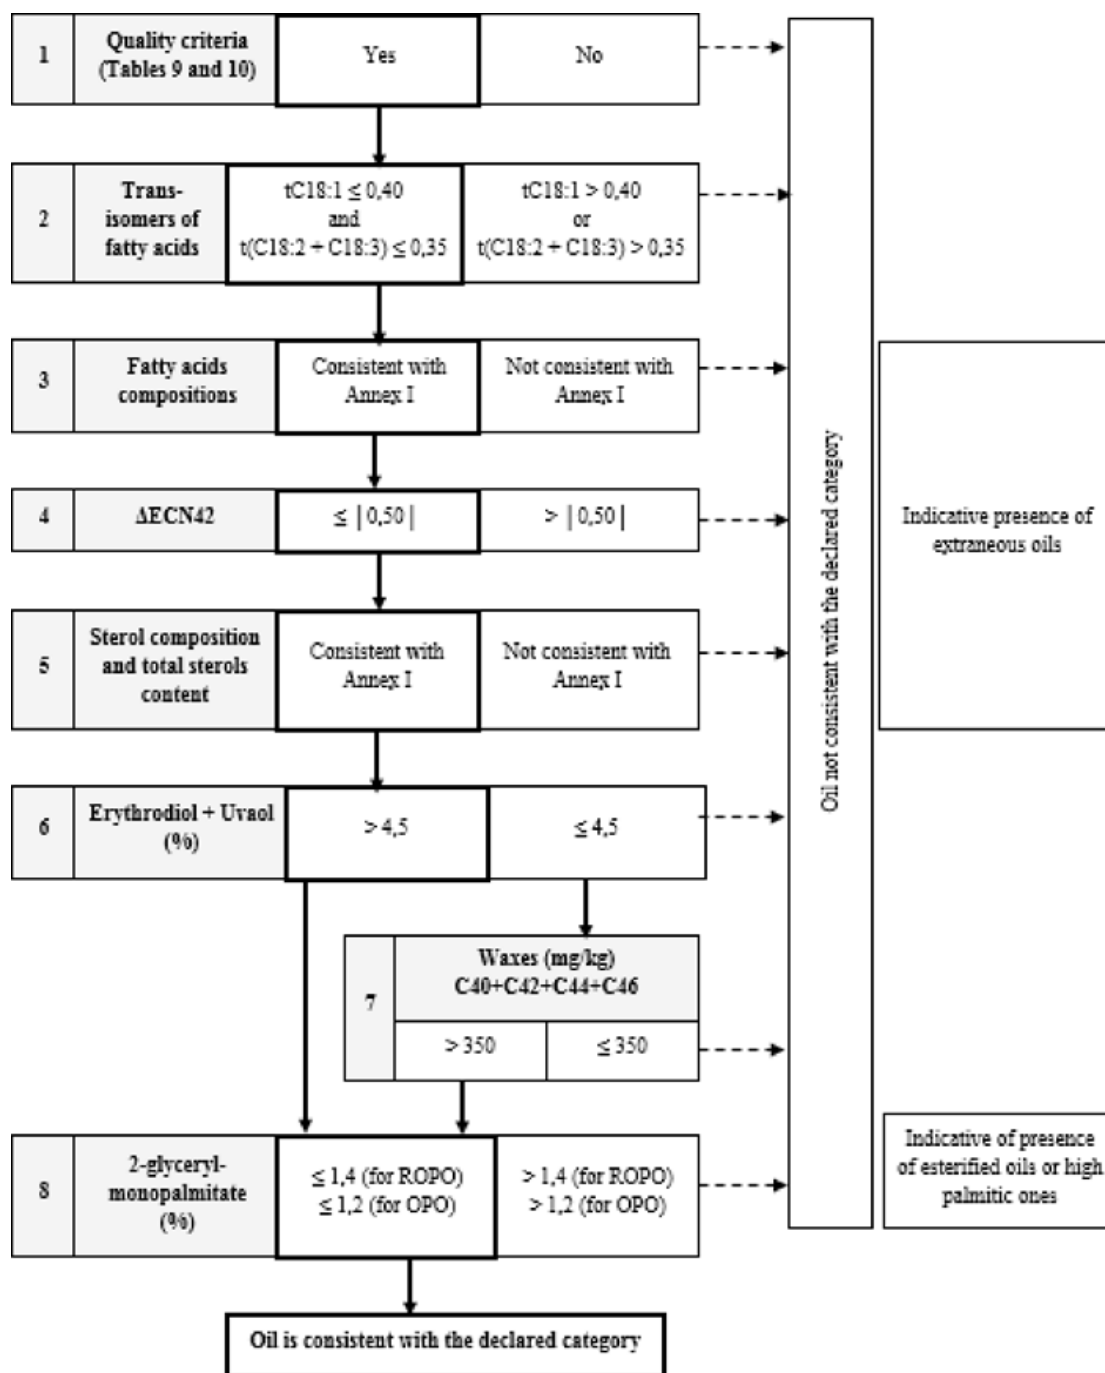 1
Quality criteria
(Tables 9 and 10)
Yes
No
2
Trans-
isomers of
fatty acids
tC18:1 ≤ 0,40
and
t(C18:2 + C18:3) ≤ 0,35
tC18:1 > 0,40
or
t(C18:2 + C18:3) > 0,35
3
Fatty acids
compositions
Consistent with
Annex I
Not consistent with
Annex I
4
ΔECN42
≤ | 0,50 |
> | 0,50 |
5
Sterol composition
and total sterols
content
Consistent with
Annex I
Not consistent with
Annex I
6
Erythrodiol + Uvaol
(%)
> 4,5
≤ 4,5
7
Waxes (mg/kg)
C40+C42+C44+C46
> 350
≤ 350
8
2-glyceryl-
monopalmitate
(%)
≤ 1,4 (for ROPO)
≤ 1,2 (for OPO)
> 1,4 (for ROPO)
> 1,2 (for OPO)
Oil is consistent with the declared category
Oil not consistent with the declared category
Indicative presence of
extraneous oils
Indicative of presence
of esterified oils or high
palmitic ones